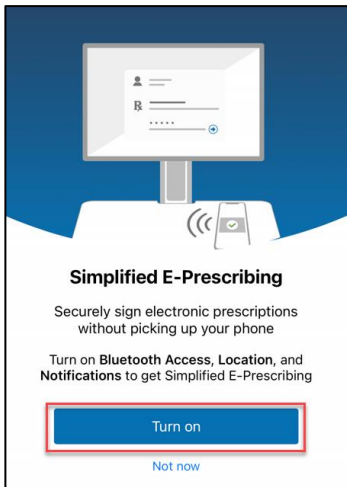 ℞
Simplified E-Prescribing
Securely sign electronic prescriptions
without picking up your phone
Turn on Bluetooth Access, Location, and
Notifications to get Simplified E-Prescribing
Turn on
Not now